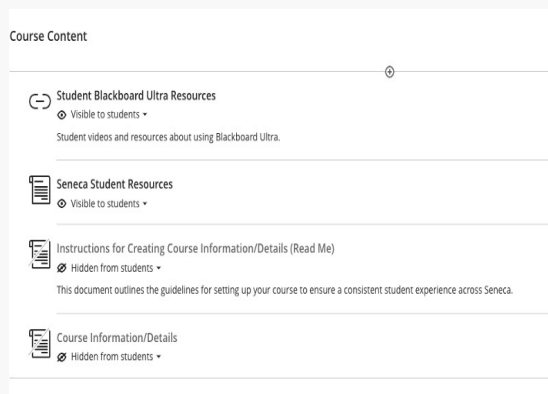 Course Content
Student Blackboard Ultra Resources
Visible to students
Student videos and resources about using Blackboard Ultra.
Seneca Student Resources
Visible to students
Instructions for Creating Course Information/Details (Read Me)
Hidden from students
This document outlines the guidelines for setting up your course to ensure a consistent student experience across Seneca.
Course Information/Details
Hidden from students